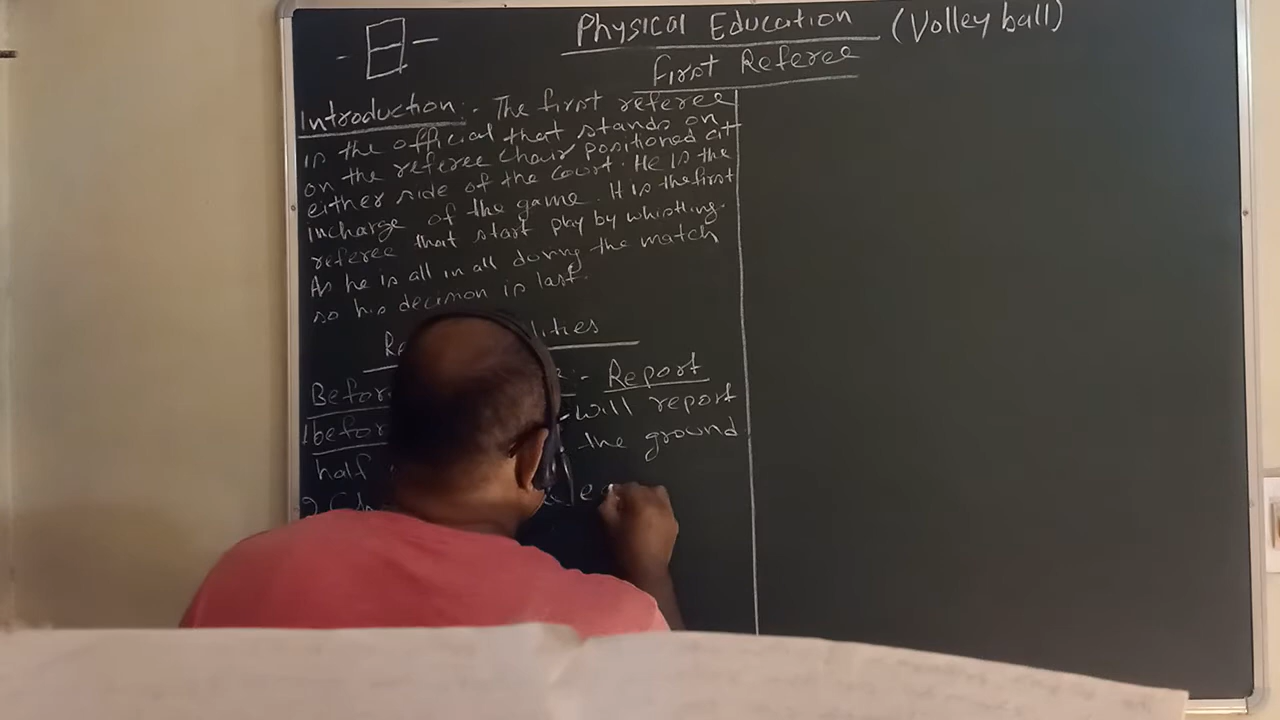 Physical Education (Volley ball)
First Referee
Introduction:- The first referee
is the official that stands on
on the referee chair positioned at
either side of the court. He is the
incharge of the game. It is the first
referee that start play by whistling.
As he is all in all during the match
so his decision is last.
:- Report
will report
the ground
half